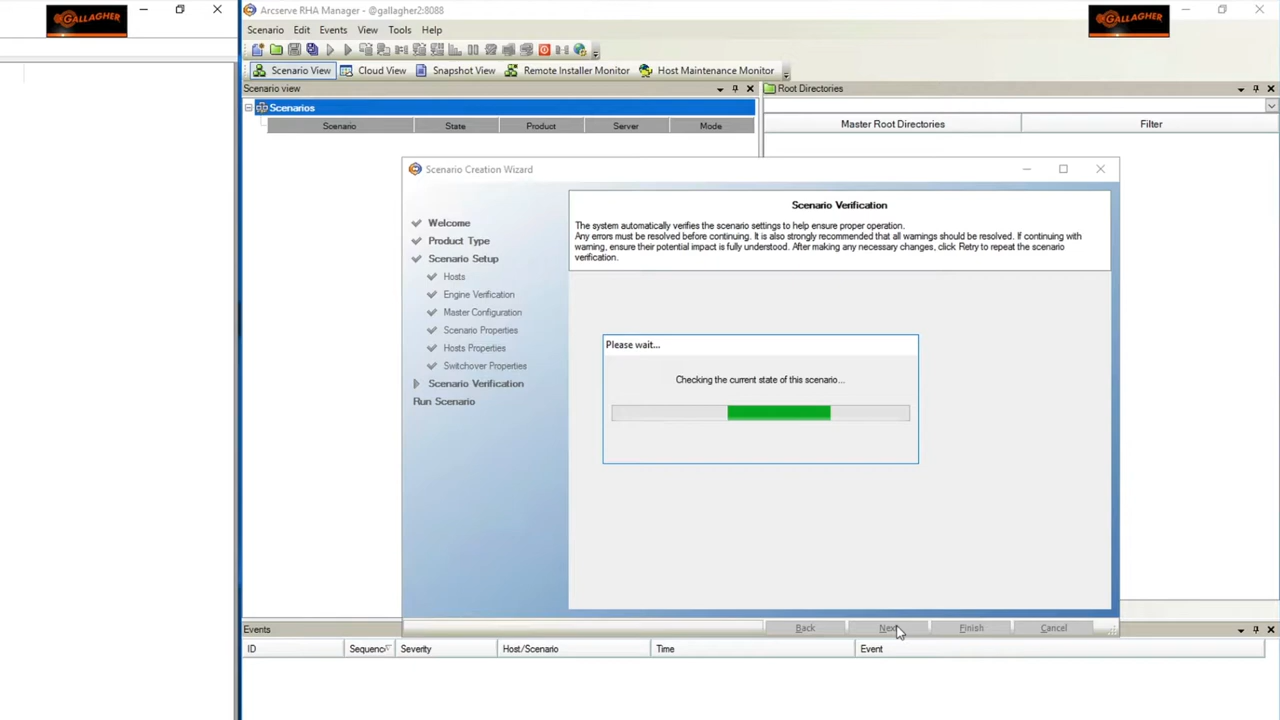 GALLAGHER
Arcserve RHA Manager - @gallagher2:8088
GALLAGHER
Scenario Edit Events View Tools Help
Scenario View Cloud View Snapshot View Remote Installer Monitor Host Maintenance Monitor
Scenario view
Root Directories
Scenarios
Scenario State Product Server Mode
Master Root Directories Filter
Scenario Creation Wizard
Welcome
Product Type
Scenario Setup
Hosts
Engine Verification
Master Configuration
Scenario Properties
Hosts Properties
Switchover Properties
Scenario Verification
Run Scenario
Scenario Verification
The system automatically verifies the scenario settings to help ensure proper operation.
Any errors must be resolved before continuing. It is also strongly recommended that all warnings should be resolved. If continuing with
warning, ensure their potential impact is fully understood. After making any necessary changes, click Retry to repeat the scenario
verification.
Please wait...
Checking the current state of this scenario...
Back Next Finish Cancel
Events
ID Sequenc Severity Host/Scenario Time Event